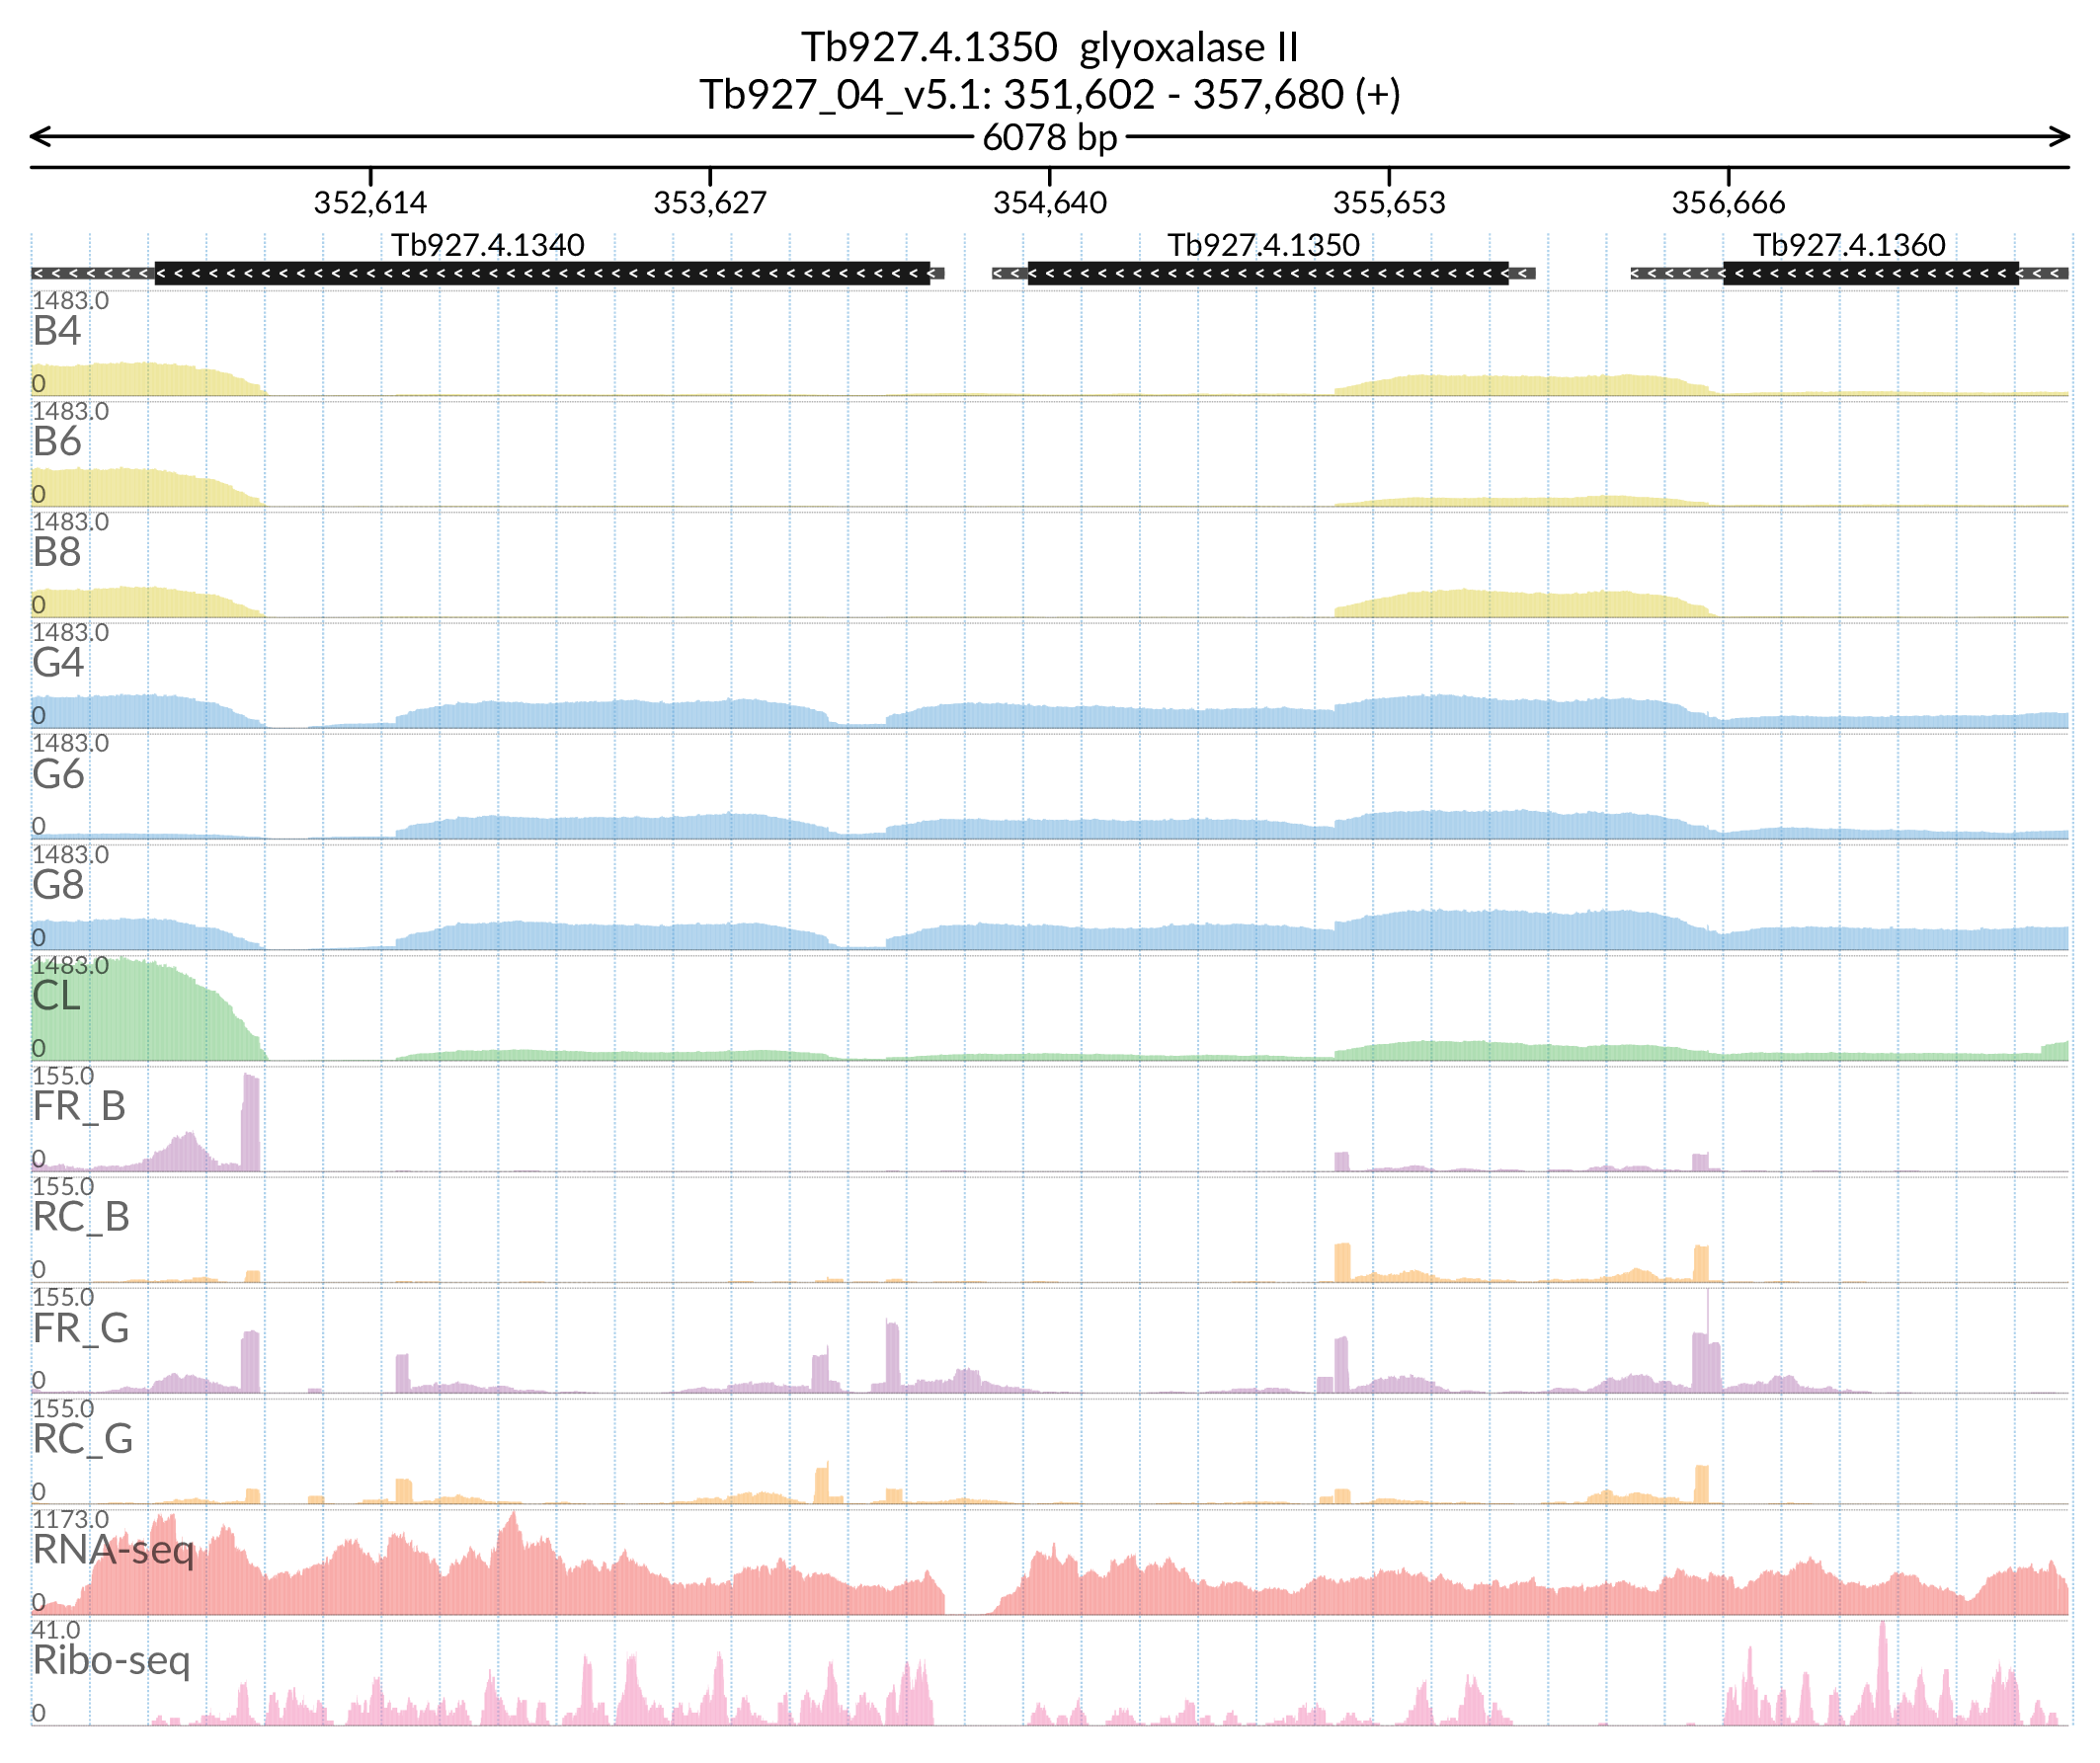 Tb927.4.1350 glyoxalase II
Tb927_04_v5.1: 351,602 - 357,680 (+)
6078 bp
352,614 353,627 354,640 355,653 356,666
Tb927.4.1340 Tb927.4.1350 Tb927.4.1360
1483.0
B4
0
1483.0
B6
0
1483.0
B8
0
1483.0
G4
0
1483.0
G6
0
1483.0
G8
0
1483.0
CL
0
155.0
FR_B
0
155.0
RC_B
0
155.0
FR_G
0
155.0
RC_G
0
1173.0
RNA-seq
0
41.0
Ribo-seq
0